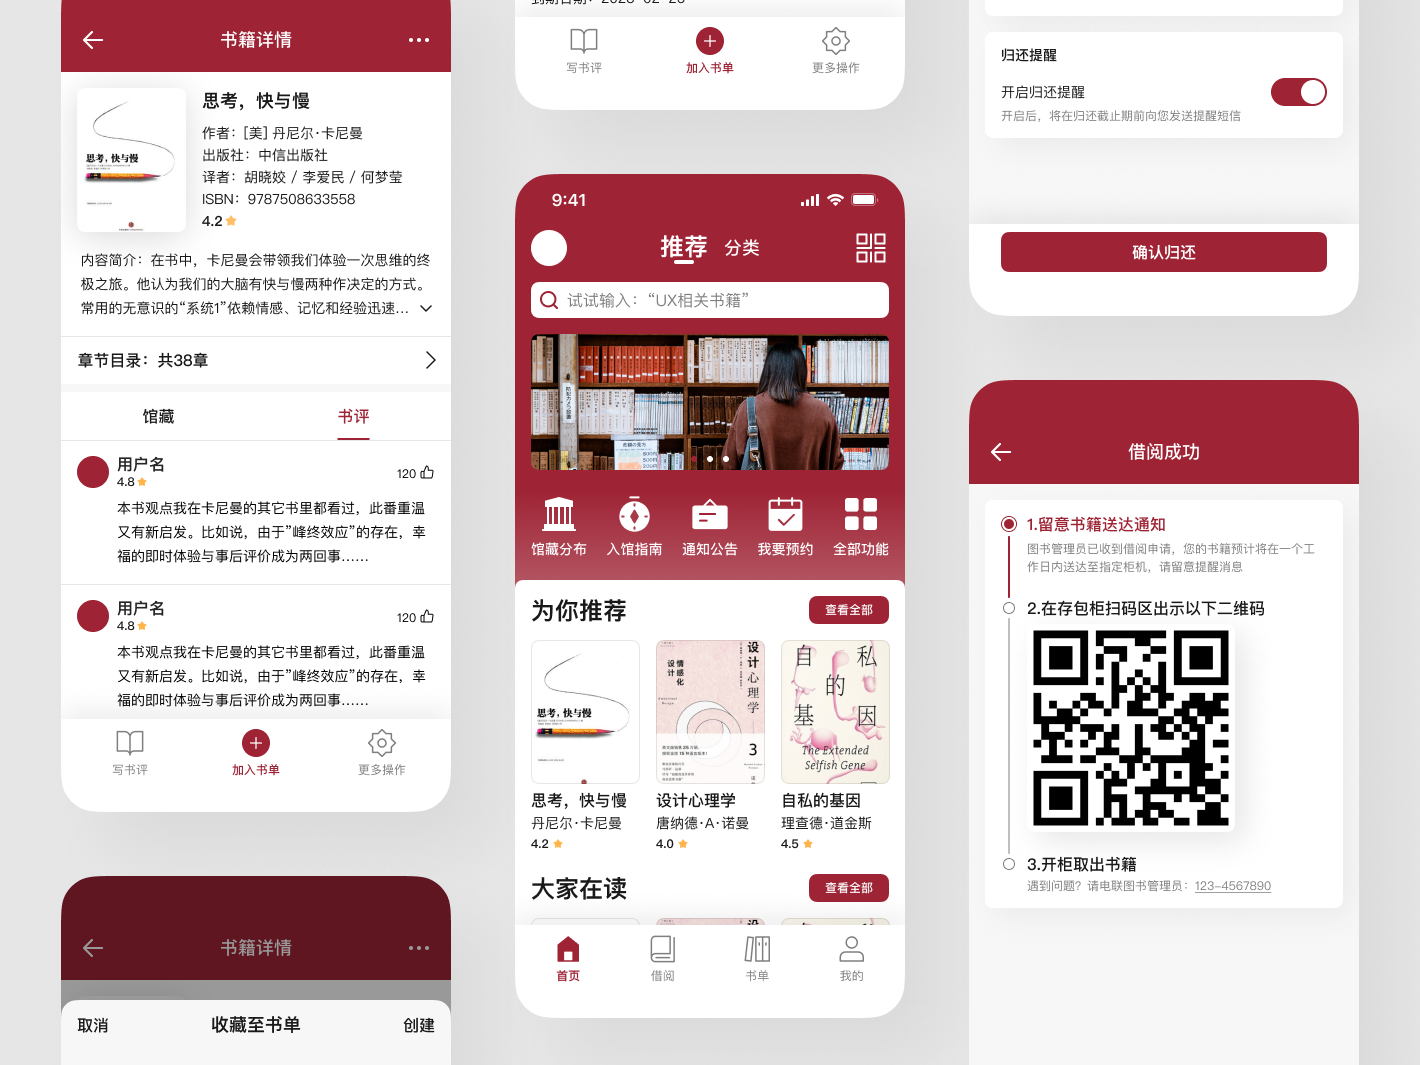 书籍详情
思考，快与慢
作者：[美] 丹尼尔·卡尼曼
出版社：中信出版社
译者：胡晓姣 / 李爱民 / 何梦莹
ISBN：9787508633558
4.2
思考，快与慢
内容简介：在书中，卡尼曼会带领我们体验一次思维的终
极之旅。他认为我们的大脑有快与慢两种作决定的方式。
常用的无意识的“系统1”依赖情感、记忆和经验迅速...
章节目录：共38章
馆藏
书评
用户名
4.8
120
本书观点我在卡尼曼的其它书里都看过，此番重温
又有新启发。比如说，由于”峰终效应”的存在，幸
福的即时体验与事后评价成为两回事......
用户名
4.8
120
本书观点我在卡尼曼的其它书里都看过，此番重温
又有新启发。比如说，由于”峰终效应”的存在，幸
福的即时体验与事后评价成为两回事......
写书评
加入书单
更多操作
书籍详情
取消
收藏至书单
创建
写书评
加入书单
更多操作
9:41
推荐
分类
试试输入：“UX相关书籍”
馆藏分布
入馆指南
通知公告
我要预约
全部功能
为你推荐
查看全部
思考，快与慢
设计
情感化
设计心理学
3
自私的基因
The Extended
Selfish Gene
思考，快与慢
设计心理学
自私的基因
丹尼尔·卡尼曼
唐纳德·A·诺曼
理查德·道金斯
4.2
4.0
4.5
大家在读
查看全部
首页
借阅
书单
我的
归还提醒
开启归还提醒
开启后，将在归还截止期前向您发送提醒短信
确认归还
借阅成功
1.留意书籍送达通知
图书管理员已收到借阅申请，您的书籍预计将在一个工
作日内送达至指定柜机，请留意提醒消息
2.在存包柜扫码区出示以下二维码
3.开柜取出书籍
遇到问题？请电联图书管理员：123-4567890